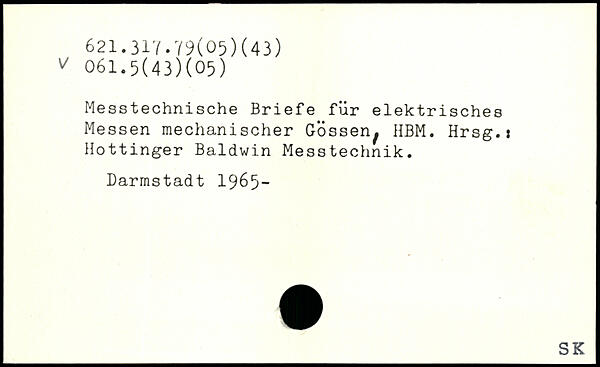 621.317.79(05)(43)
v 061.5(43)(05)
Messtechnische Briefe für elektrisches
Messen mechanischer Gössen, HBM. Hrsg.:
Hottinger Baldwin Messtechnik.
Darmstadt 1965-
SK